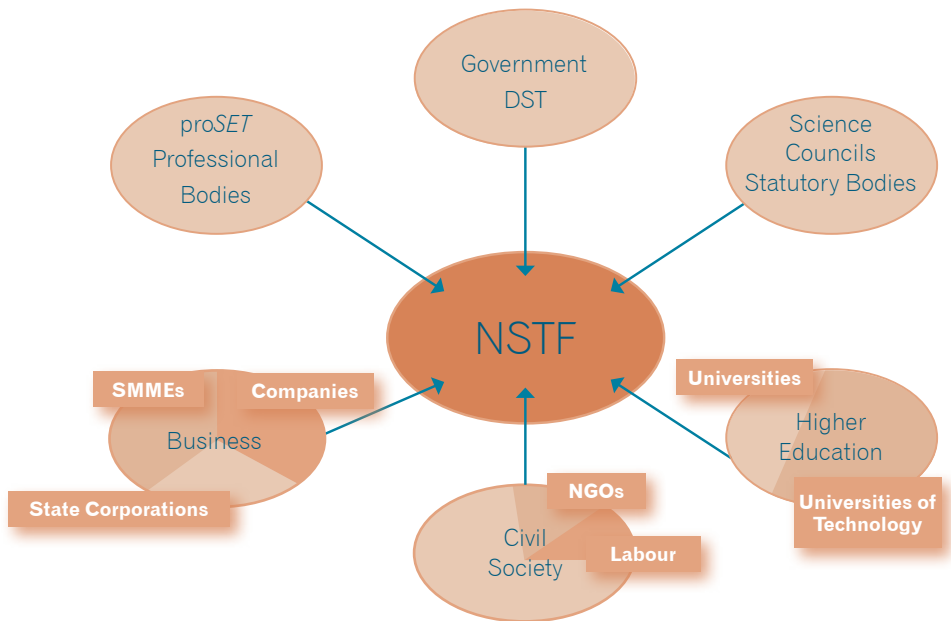 Government
DST
proSET
Professional
Bodies
Science
Councils
Statutory Bodies
NSTF
SMMEs
Companies
Business
State Corporations
Universities
Higher
Education
Universities of
Technology
NGOs
Civil
Society
Labour